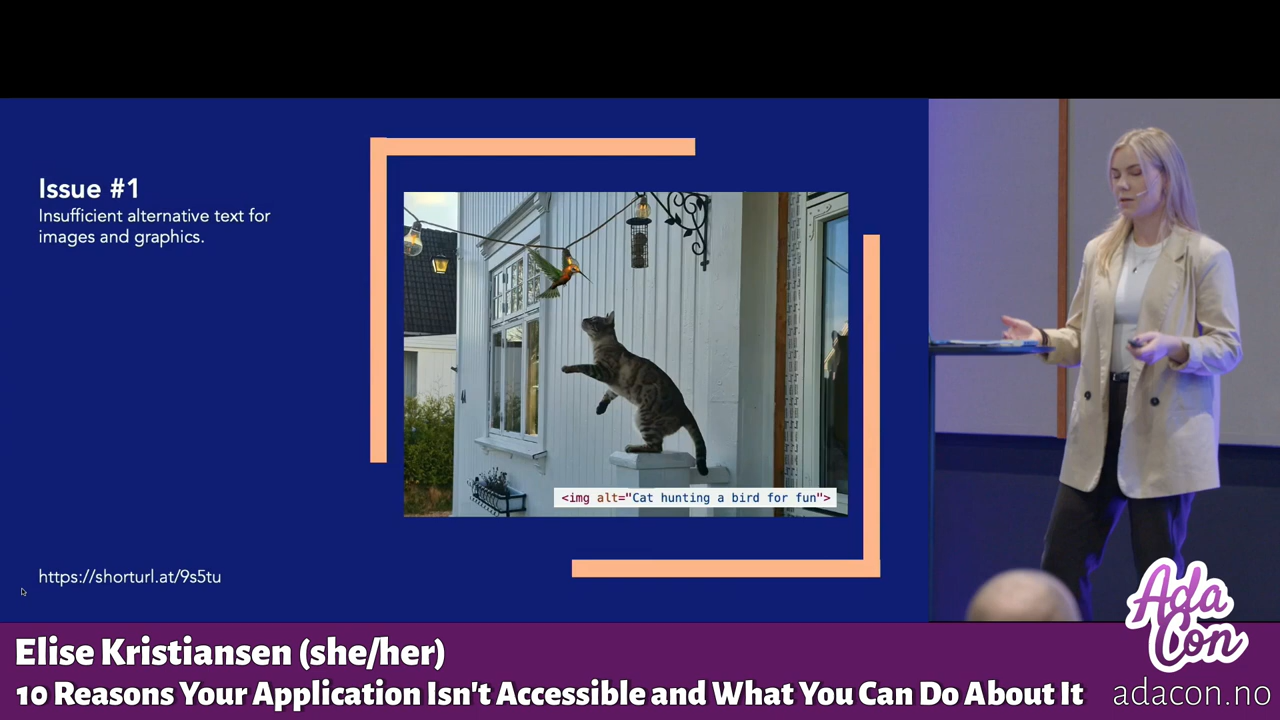 Issue #1
Insufficient alternative text for
images and graphics.
<img alt="Cat hunting a bird for fun">
https://shorturl.at/9s5tu
Ada
Con
Elise Kristiansen (she/her)
10 Reasons Your Application Isn't Accessible and What You Can Do About It
adacon.no